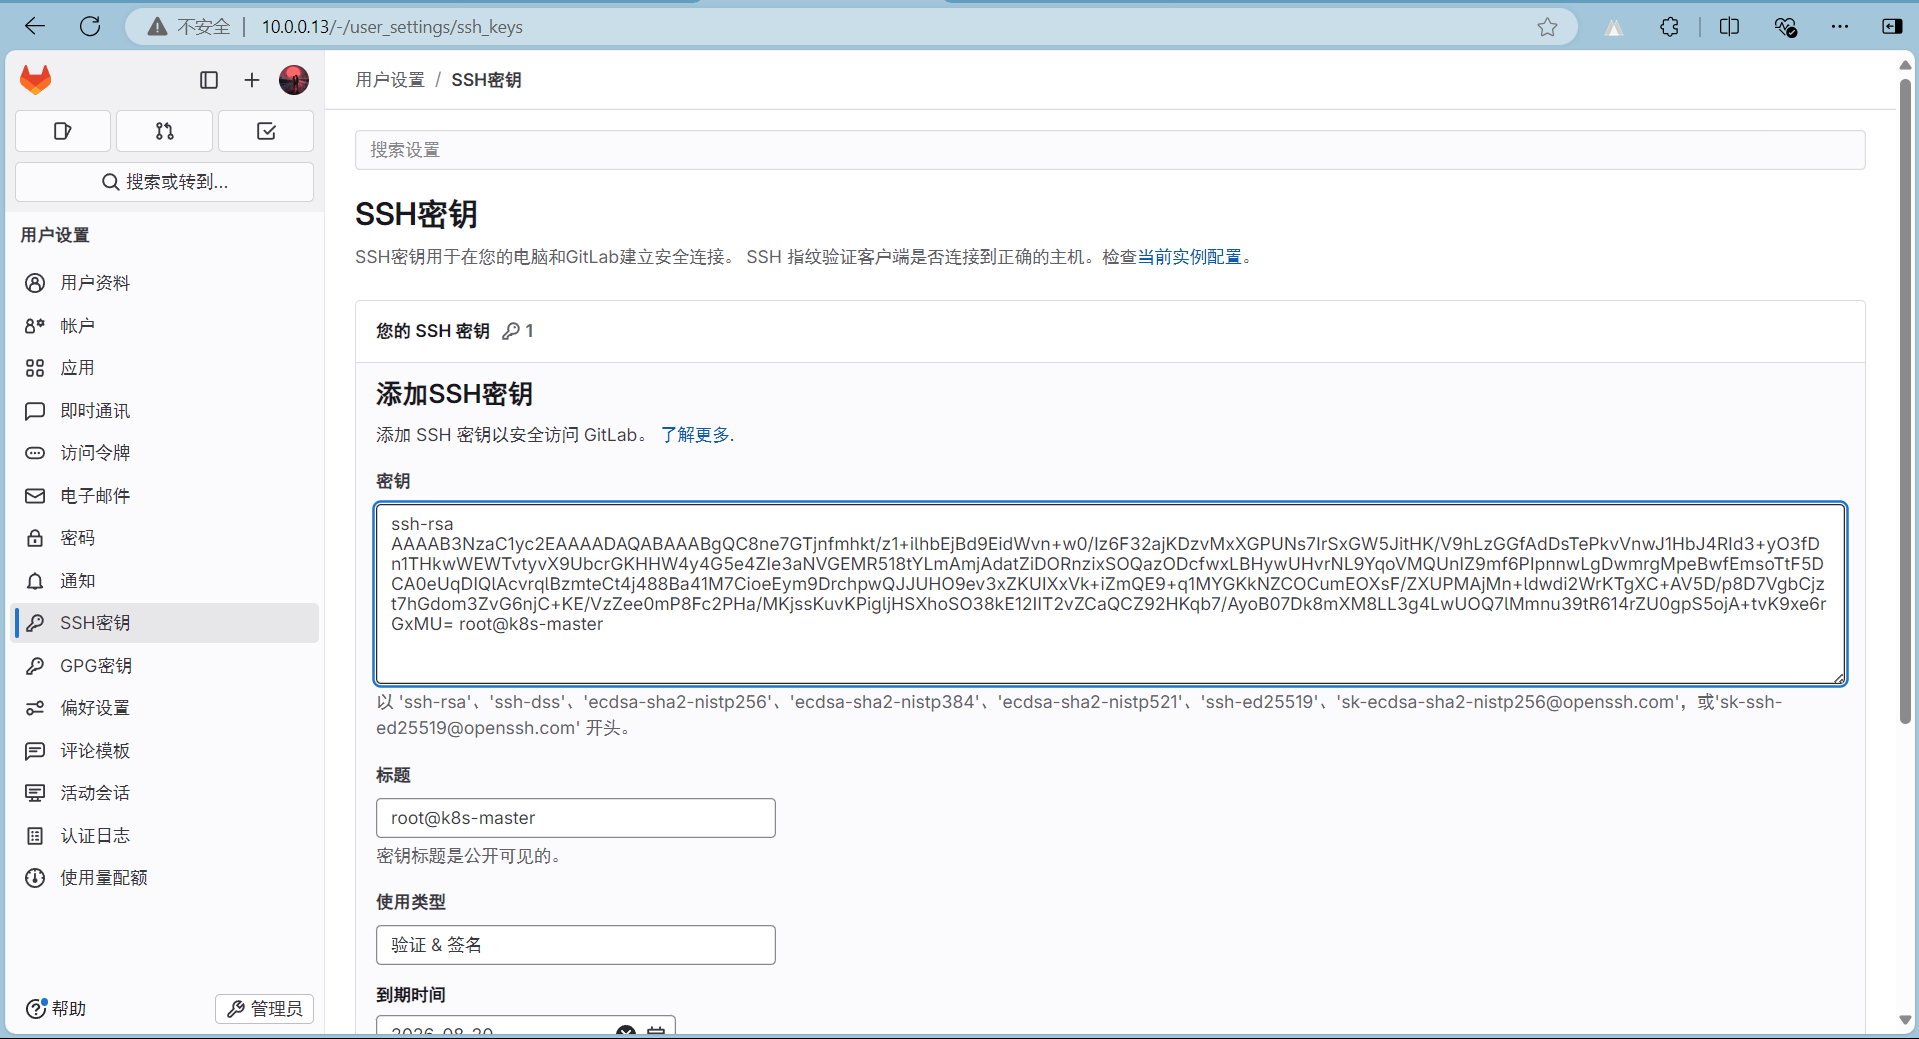 不安全 10.0.0.13/-/user_settings/ssh_keys
用户设置 / SSH密钥
搜索设置
搜索或转到...
用户设置
用户资料
帐户
应用
即时通讯
访问令牌
电子邮件
密码
通知
SSH密钥
GPG密钥
偏好设置
评论模板
活动会话
认证日志
使用量配额
帮助
管理员
SSH密钥
SSH密钥用于在您的电脑和GitLab建立安全连接。 SSH 指纹验证客户端是否连接到正确的主机。检查当前实例配置。
您的 SSH 密钥 1
添加SSH密钥
添加 SSH 密钥以安全访问 GitLab。 了解更多.
密钥
ssh-rsa
AAAAB3NzaC1yc2EAAAADAQABAAABgQC8ne7GTjnfmhkt/z1+ilhbEjBd9EidWvn+w0/Iz6F32ajKDzvMxXGPUNs7IrSxGW5JitHK/V9hLzGGfAdDsTePkvVnwJ1HbJ4RId3+yO3fD
n1THkwWEWTvtyvX9UbcrGKHHW4y4G5e4ZIe3aNVGEMR518tYLmAmjAdatZiDORnzixSOQazODcfwxLBHywUHvrNL9YqoVMQUnIZ9mf6PIpnnwLgDwmrgMpeBwfEmsoTtF5D
CA0eUqDIQlAcvrqlBzmteCt4j488Ba41M7CioeEym9DrchpwQJJUHO9ev3xZKUIXxVk+iZmQE9+q1MYGKkNZCOCumEOXsF/ZXUPMAjMn+ldwdi2WrKTgXC+AV5D/p8D7VgbCjz
t7hGdom3ZvG6njC+KE/VzZee0mP8Fc2PHa/MKjssKuvKPigljHSXhoSO38kE12IIT2vZCaQCZ92HKqb7/AyoB07Dk8mXM8LL3g4LwUOQ7lMmnu39tR614rZU0gpS5ojA+tvK9xe6r
GxMU= root@k8s-master
以 'ssh-rsa'、'ssh-dss'、'ecdsa-sha2-nistp256'、'ecdsa-sha2-nistp384'、'ecdsa-sha2-nistp521'、'ssh-ed25519'、'sk-ecdsa-sha2-nistp256@openssh.com'，或'sk-ssh-
ed25519@openssh.com' 开头。
标题
root@k8s-master
密钥标题是公开可见的。
使用类型
验证 & 签名
到期时间